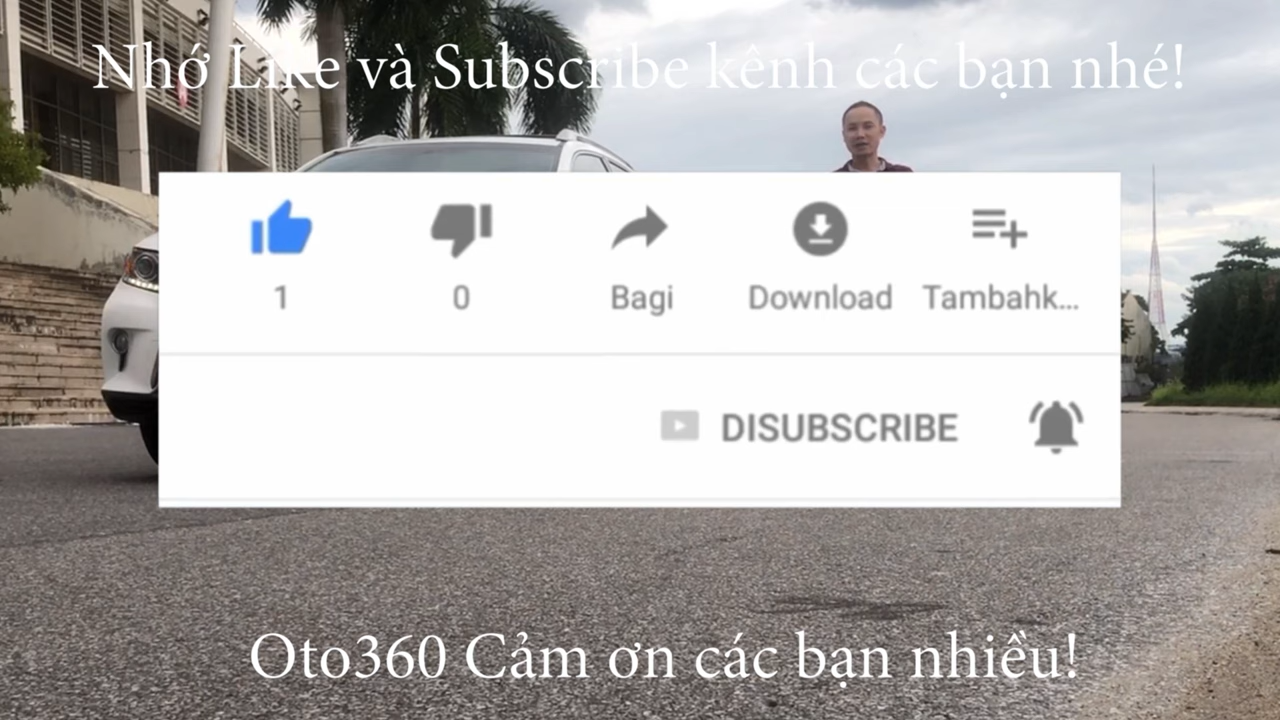 Nhớ Like và Subscribe kênh các bạn nhé!
1
0
Bagi
Download
Tambahk...
DISUBSCRIBE
Oto360 Cảm ơn các bạn nhiều!